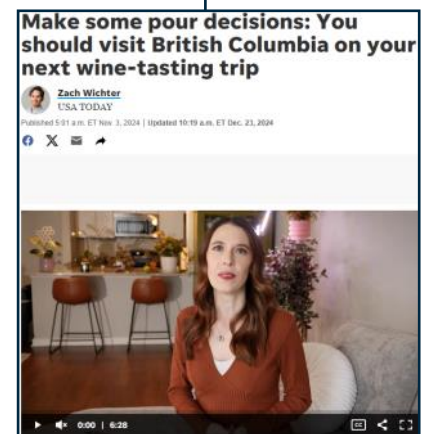 Make some pour decisions: You
should visit British Columbia on your
next wine-tasting trip
Zach Wichter
USA TODAY
Published 5:01 a.m. ET Nov. 3, 2024 | Updated 10:19 a.m. ET Dec. 23, 2024
0:00 | 6:28
CC